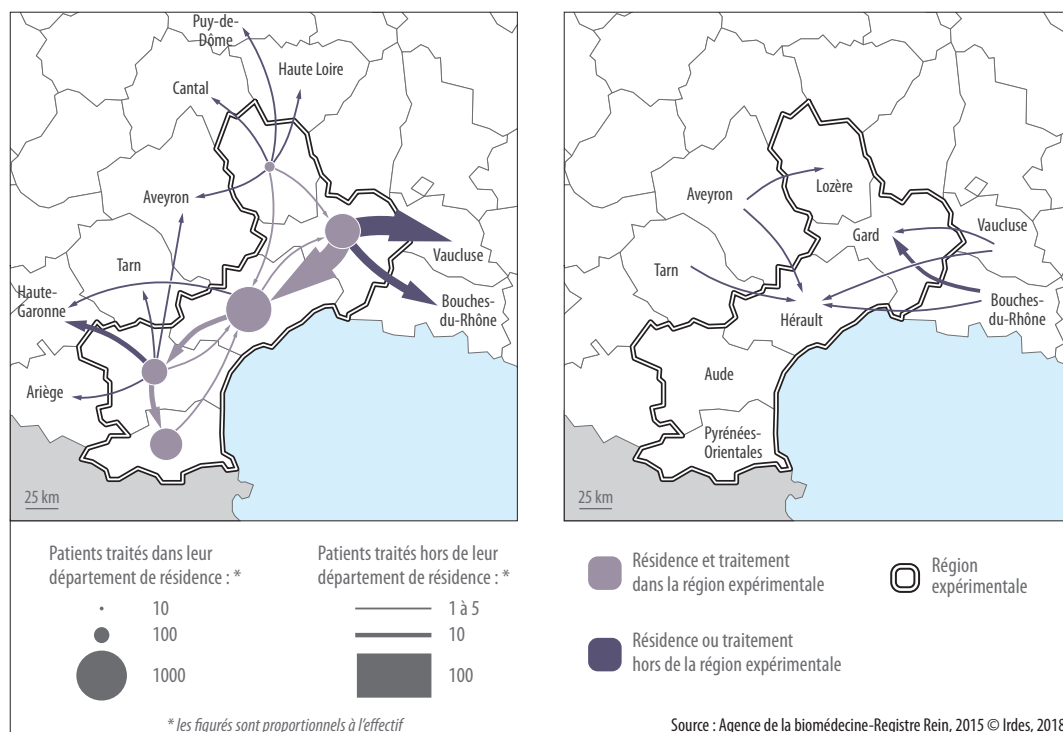 Puy-de-
Dôme
Haute Loire
Cantal
Aveyron
Tarn
Haute-
Garonne
Ariège
Vaucluse
Bouches-
du-Rhône
25 km
Aveyron
Lozère
Gard
Vaucluse
Tarn
Hérault
Bouches-
du-Rhône
Aude
Pyrénées-
Orientales
25 km
Patients traités dans leur
département de résidence : *
10
100
1000
Patients traités hors de leur
département de résidence : *
1 à 5
10
100
Résidence et traitement
dans la région expérimentale
Région
expérimentale
Résidence ou traitement
hors de la région expérimentale
* les figurés sont proportionnels à l'effectif
Source : Agence de la biomédecine-Registre Rein, 2015 © Irdes, 2018